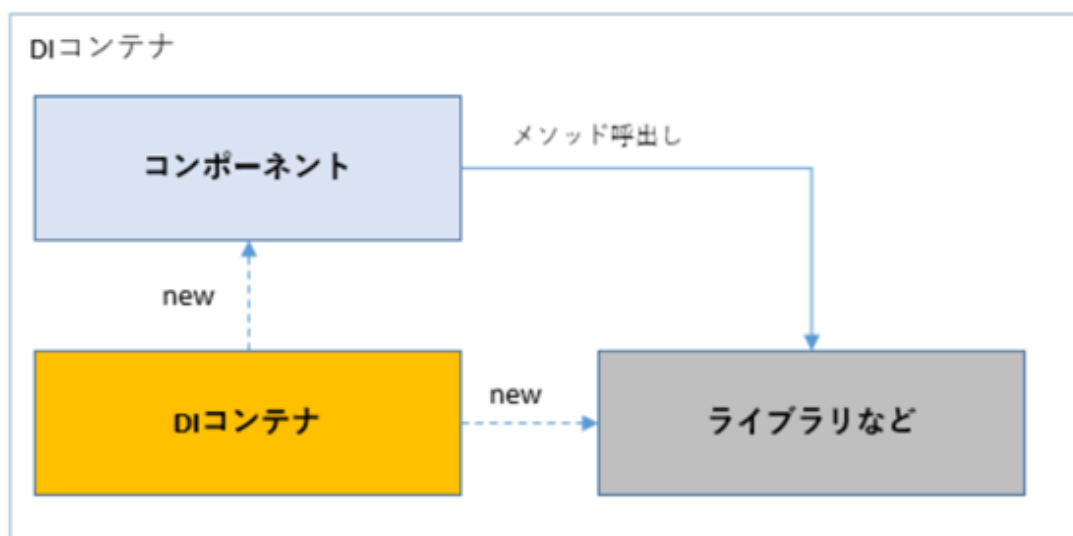 DIコンテナ
コンポーネント
メソッド呼出し
new
DIコンテナ
new
ライブラリなど